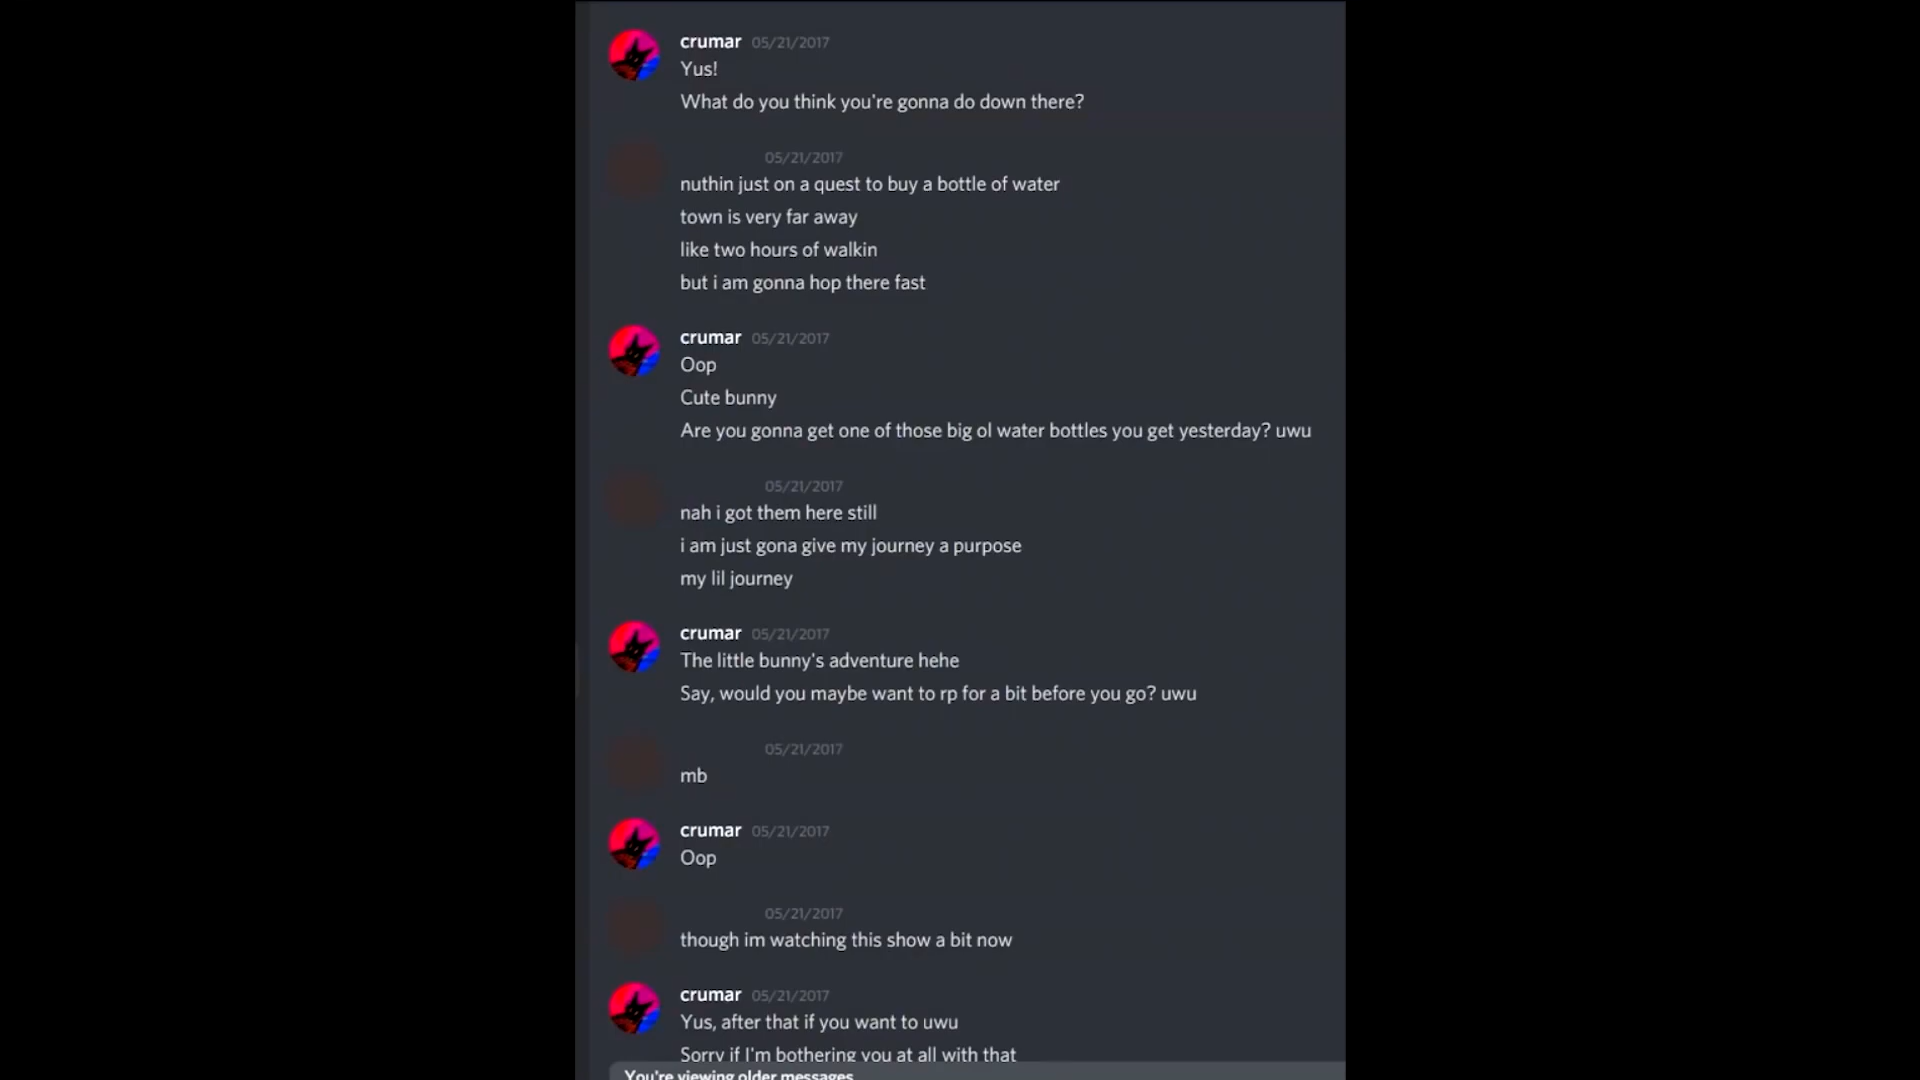 crumar 05/21/2017
Yus!
What do you think you're gonna do down there?
05/21/2017
nuthin just on a quest to buy a bottle of water
town is very far away
like two hours of walkin
but i am gonna hop there fast
crumar 05/21/2017
Oop
Cute bunny
Are you gonna get one of those big ol water bottles you get yesterday? uwu
05/21/2017
nah i got them here still
i am just gona give my journey a purpose
my lil journey
crumar 05/21/2017
The little bunny's adventure hehe
Say, would you maybe want to rp for a bit before you go? uwu
05/21/2017
mb
crumar 05/21/2017
Oop
05/21/2017
though im watching this show a bit now
crumar 05/21/2017
Yus, after that if you want to uwu
Sorry if I'm bothering you at all with that
You're viewing older messages